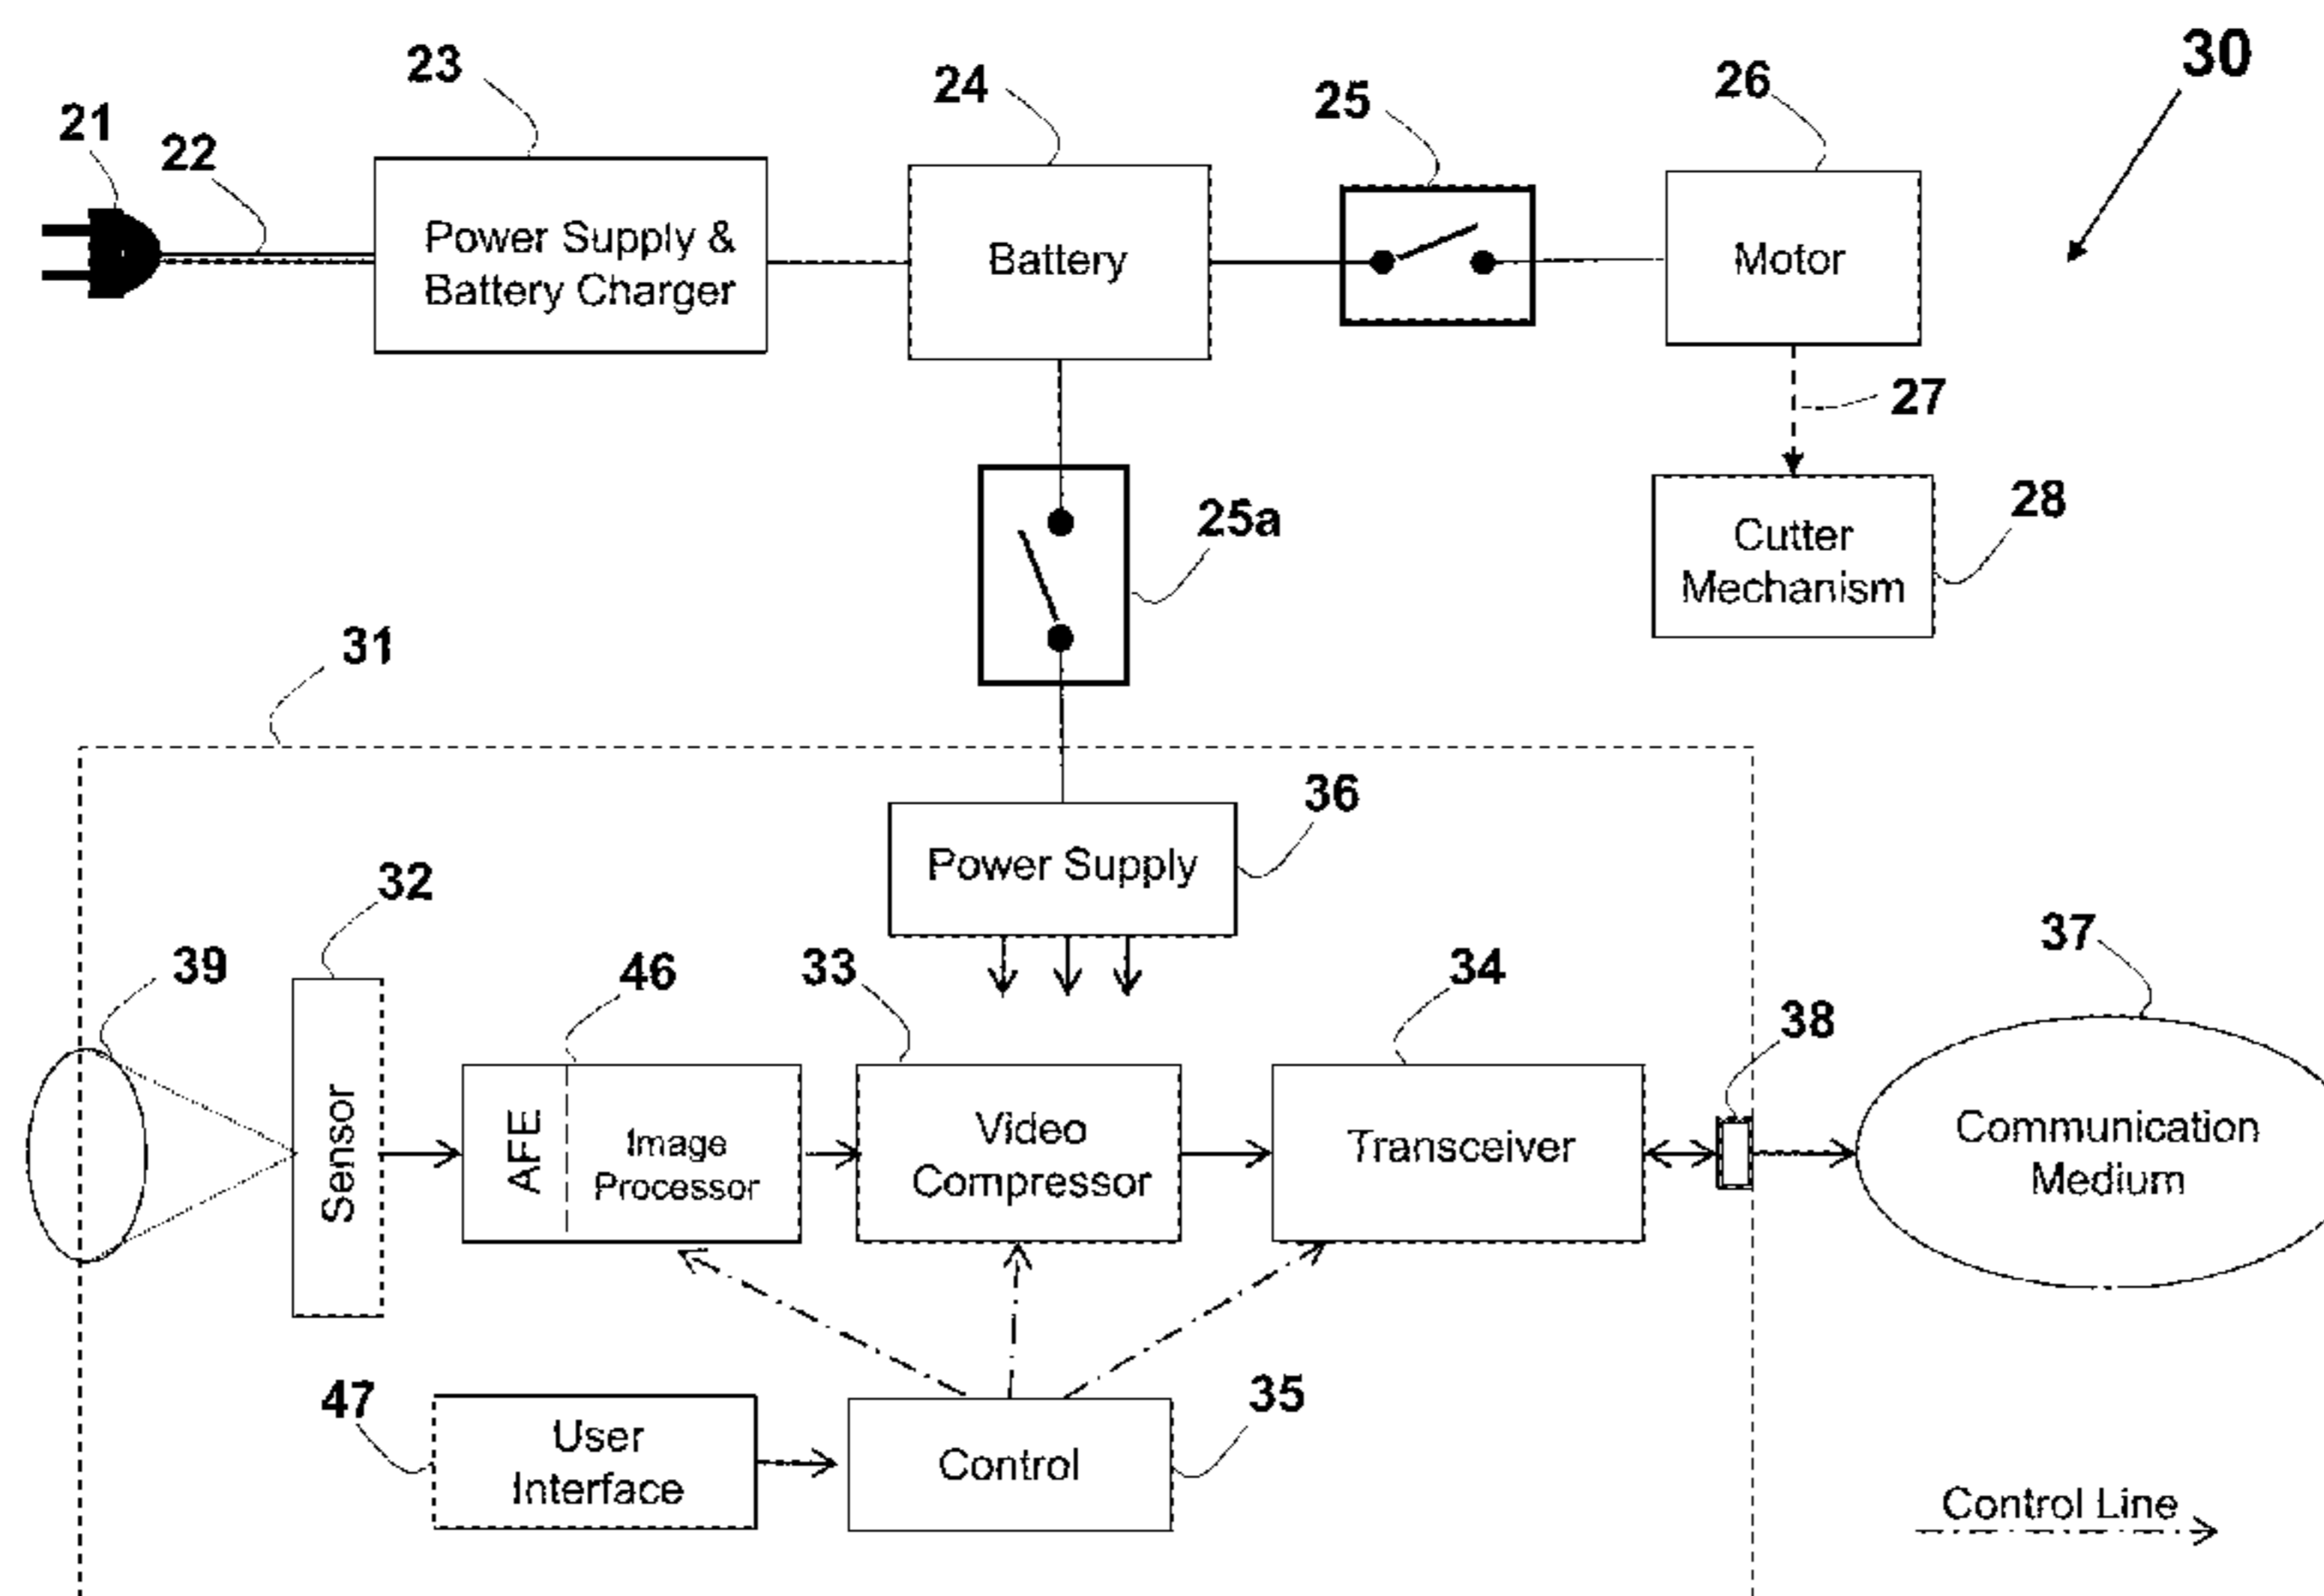 30
23
24
25
26
21
22
Power Supply &
Battery Charger
Battery
Motor
27
25a
Cutter
Mechanism
28
31
36
Power Supply
32
39
46
33
34
37
38
Sensor
AFE
Image
Processor
Video
Compressor
Transceiver
Communication
Medium
47
User
Interface
Control
35
Control Line